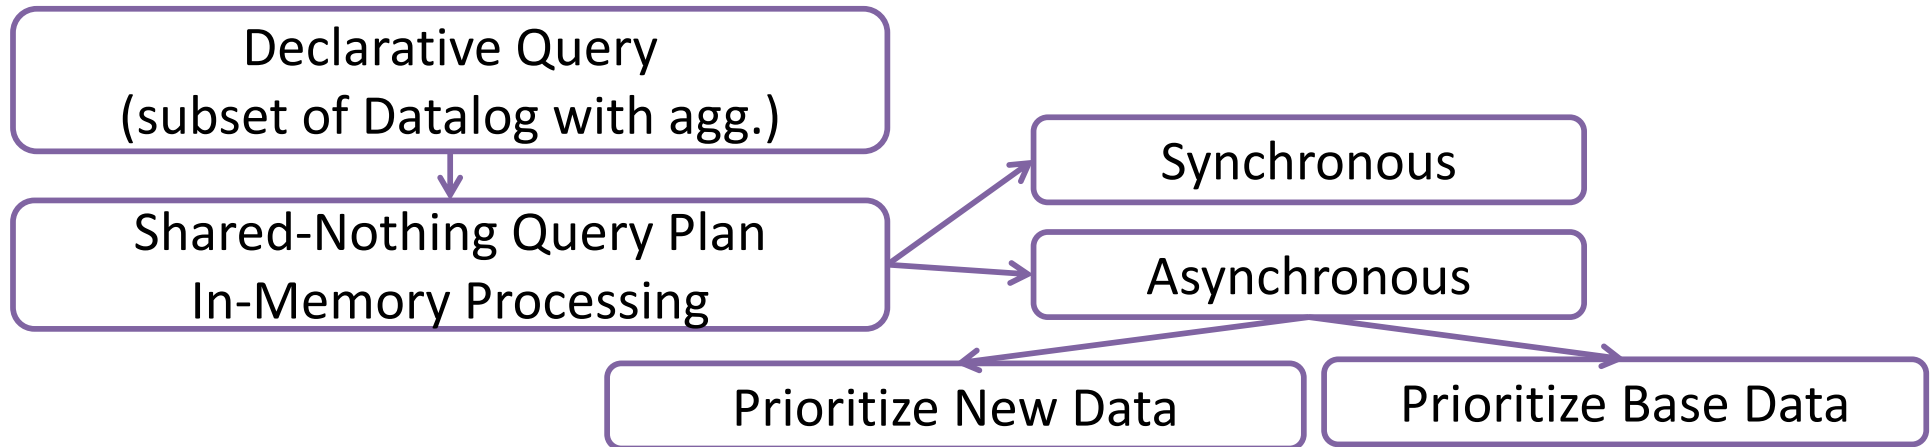 Declarative Query
(subset of Datalog with agg.)
Shared-Nothing Query Plan
In-Memory Processing
Synchronous
Asynchronous
Prioritize New Data
Prioritize Base Data